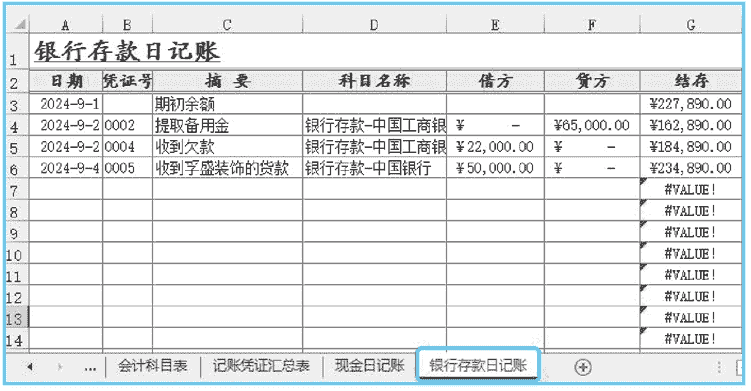 A B C D E F G
1 银行存款日记账
2 日期 凭证号 摘 要 科目名称 借方 贷方 结存
3 2024-9-1 期初余额 ¥227,890.00
4 2024-9-2 0002 提取备用金 银行存款-中国工商银 ¥ - ¥65,000.00 ¥162,890.00
5 2024-9-2 0004 收到欠款 银行存款-中国工商银 ¥22,000.00 ¥ - ¥184,890.00
6 2024-9-4 0005 收到孚盛装饰的货款 银行存款-中国银行 ¥50,000.00 ¥ - ¥234,890.00
7 #VALUE!
8 #VALUE!
9 #VALUE!
10 #VALUE!
11 #VALUE!
12 #VALUE!
13 #VALUE!
14 #VALUE!
... 会计科目表 记账凭证汇总表 现金日记账 银行存款日记账